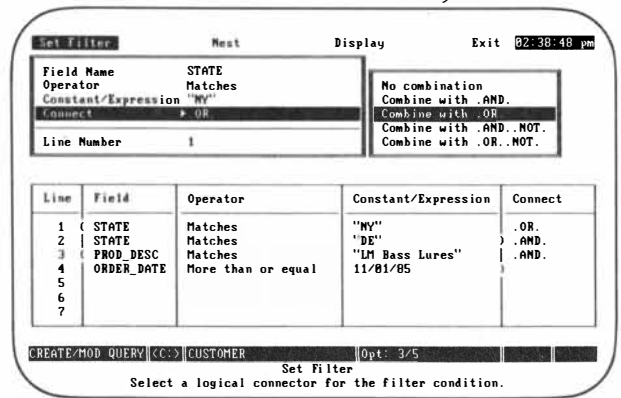 Set Filter Nest Display Exit 02:38:48 pm
Field Name STATE
Operator Matches
Constant/Expression "NY"
Connect ▶ .OR.
Line Number 1
No combination
Combine with .AND.
Combine with .OR.
Combine with .AND..NOT.
Combine with .OR..NOT.
Line Field Operator Constant/Expression Connect
1 ( STATE Matches "NY" .OR.
2 STATE Matches "DE" ) .AND.
3 ( PROD_DESC Matches "LM Bass Lures" .AND.
4 ORDER_DATE More than or equal 11/01/85 )
5
6
7
CREATE/MOD QUERY <C:> CUSTOMER Opt: 3/5
Set Filter
Select a logical connector for the filter condition.